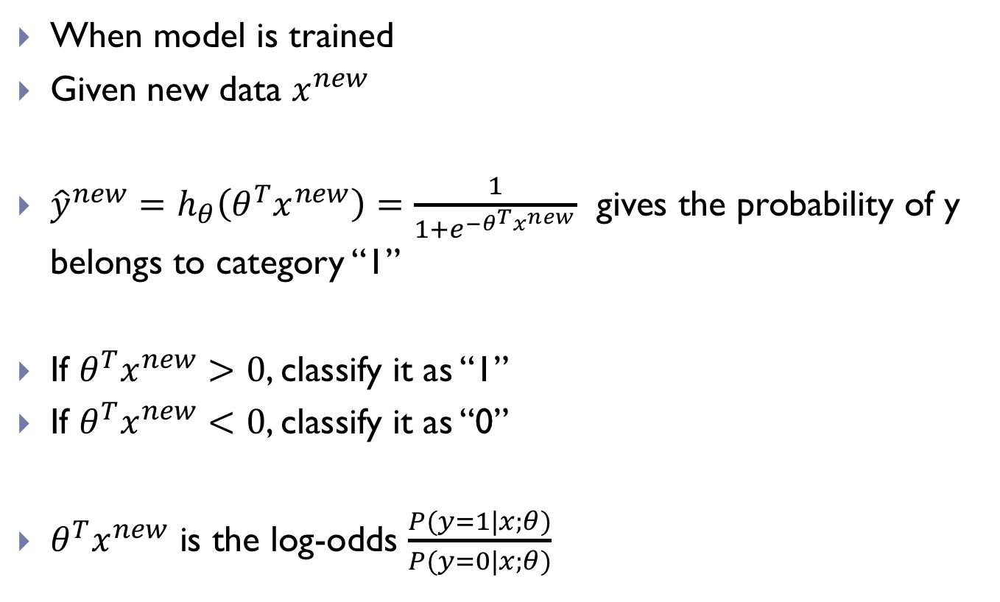 When model is trained
Given new data $x^{new}$
$\hat{y}^{new} = h_\theta(\theta^T x^{new}) = \frac{1}{1+e^{-\theta^T x^{new}}}$ gives the probability of y
belongs to category “1”
If $\theta^T x^{new} > 0$, classify it as “1”
If $\theta^T x^{new} < 0$, classify it as “0”
$\theta^T x^{new}$ is the log-odds $\frac{P(y=1|x;\theta)}{P(y=0|x;\theta)}$